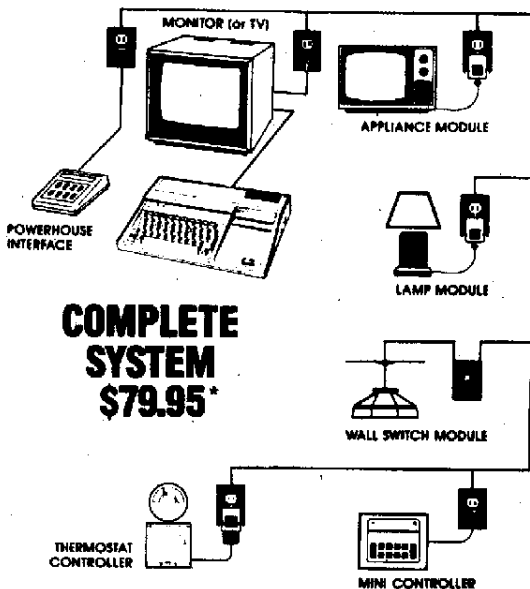 MONITOR (or TV)
APPLIANCE MODULE
POWERHOUSE
INTERFACE
LAMP MODULE
COMPLETE
SYSTEM
$79.95*
WALL SWITCH MODULE
THERMOSTAT
CONTROLLER
MINI CONTROLLER